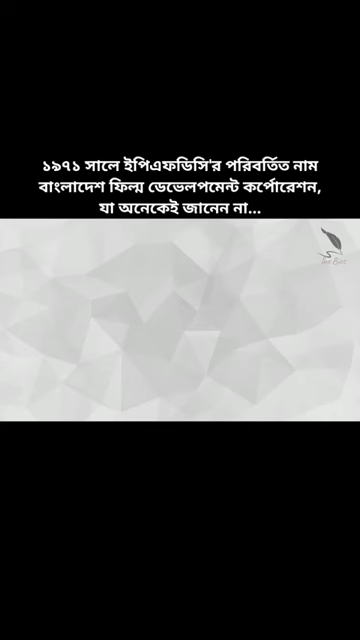 ১৯৭১ সালে ইপিএফডিসি'র পরিবর্তিত নাম
বাংলাদেশ ফিল্ম ডেভেলপমেন্ট কর্পোরেশন,
যা অনেকেই জানেন না...